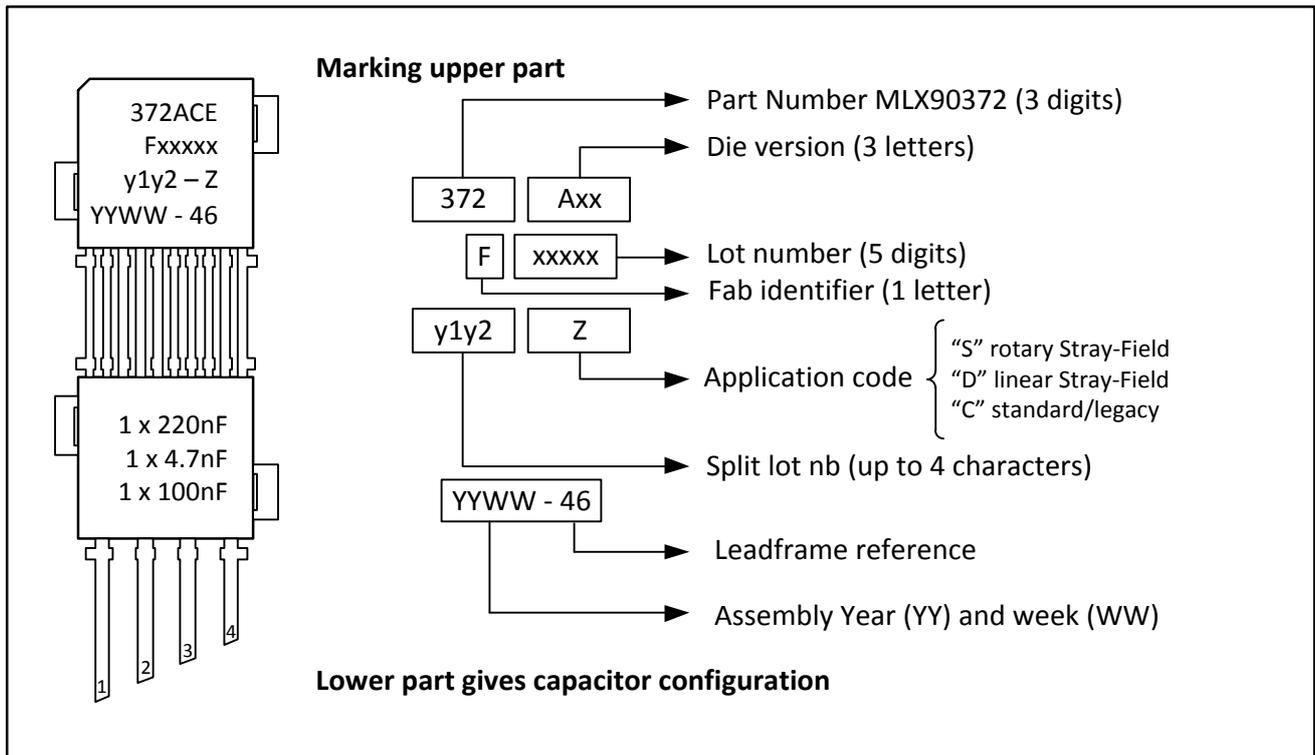 Marking upper part
372ACE
Fxxxxx
y1y2 – Z
YYWW - 46
1 x 220nF
1 x 4.7nF
1 x 100nF
1
2
3
4
Part Number MLX90372 (3 digits)
Die version (3 letters)
372
Axx
F
xxxxx
Lot number (5 digits)
Fab identifier (1 letter)
y1y2
Z
Application code
“S” rotary Stray-Field
“D” linear Stray-Field
“C” standard/legacy
Split lot nb (up to 4 characters)
YYWW - 46
Leadframe reference
Assembly Year (YY) and week (WW)
Lower part gives capacitor configuration